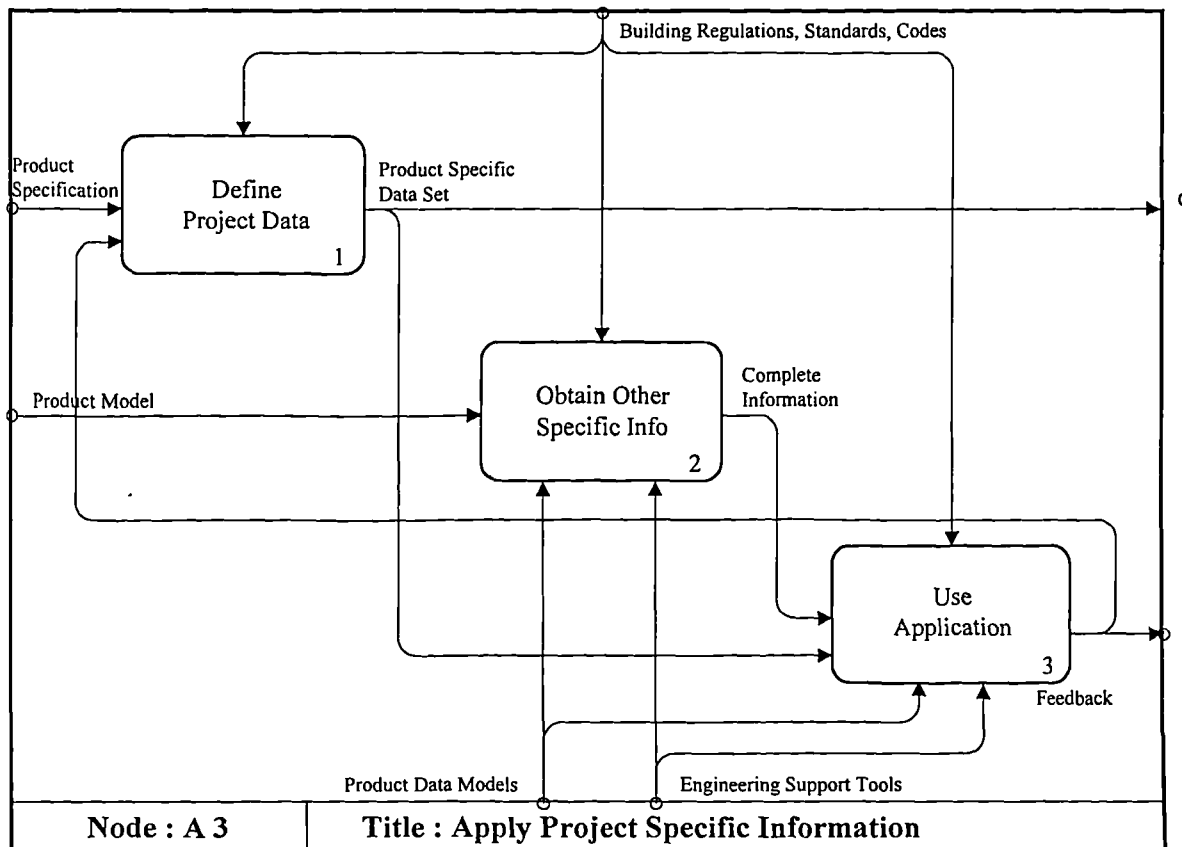 Building Regulations, Standards, Codes
Product
Specification
Define
Project Data
1
Product Specific
Data Set
Product Model
Obtain Other
Specific Info
2
Complete
Information
Use
Application
3
Feedback
Product Data Models
Engineering Support Tools
Node : A 3
Title : Apply Project Specific Information